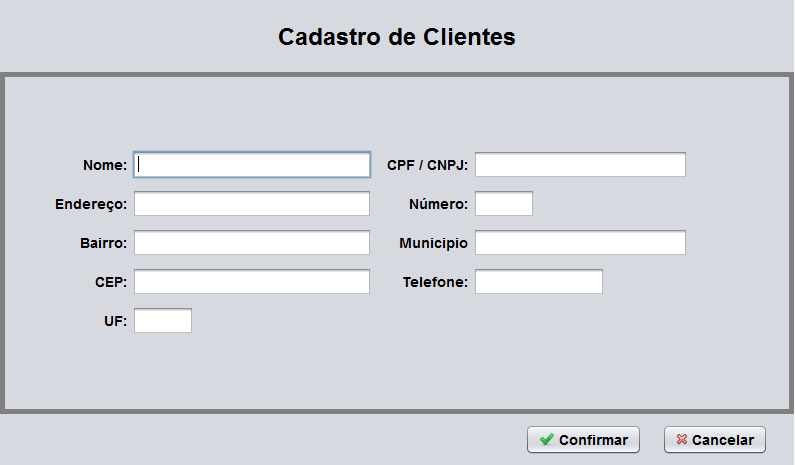 Cadastro de Clientes
Nome: CPF / CNPJ:
Endereço: Número:
Bairro: Municipio
CEP: Telefone:
UF:
Confirmar Cancelar